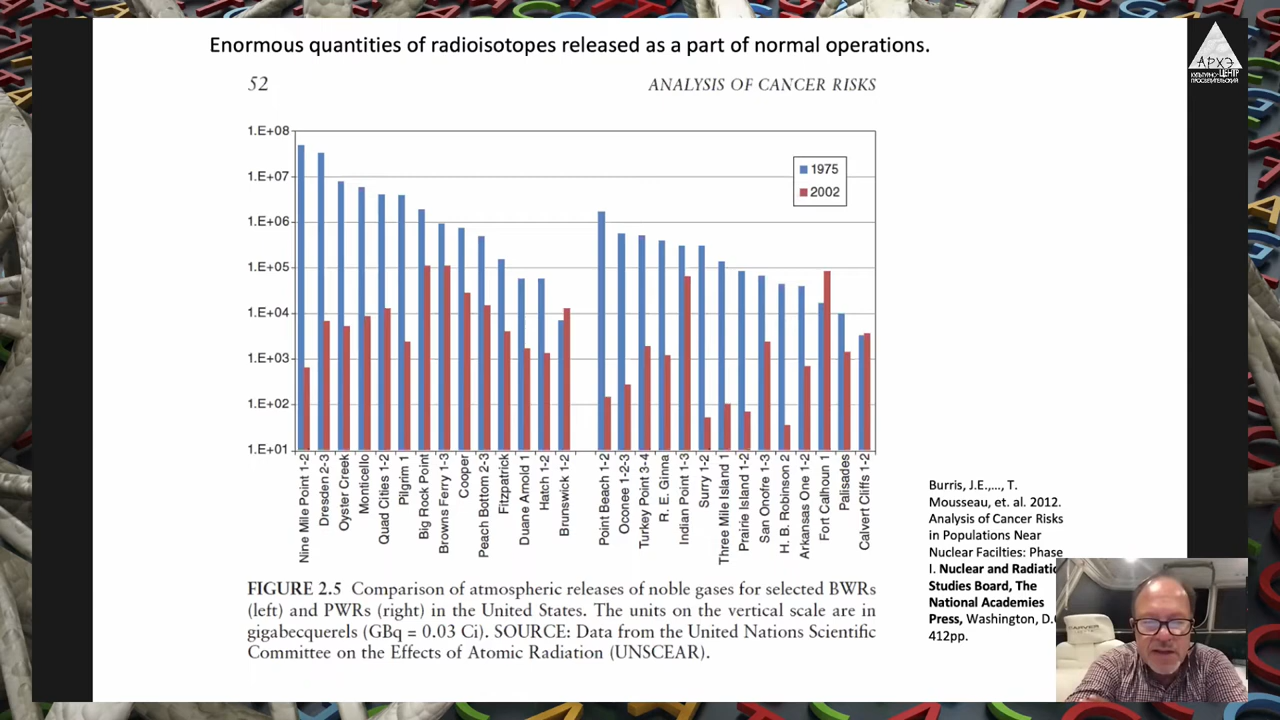 Enormous quantities of radioisotopes released as a part of normal operations.
АРХЭ
КУЛЬТУРНО-ЦЕНТР
ПРОСВЕТИТЕЛЬСКИЙ
52
ANALYSIS OF CANCER RISKS
1.E+08
1.E+07
1.E+06
1.E+05
1.E+04
1.E+03
1.E+02
1.E+01
1975
2002
Nine Mile Point 1-2
Dresden 2-3
Oyster Creek
Monticello
Quad Cities 1-2
Pilgrim 1
Big Rock Point
Browns Ferry 1-3
Cooper
Peach Bottom 2-3
Fitzpatrick
Duane Arnold 1
Hatch 1-2
Brunswick 1-2
Point Beach 1-2
Oconee 1-2-3
Turkey Point 3-4
R. E. Ginna
Indian Point 1-3
Surry 1-2
Three Mile Island 1
Prairie Island 1-2
San Onofre 1-3
H. B. Robinson 2
Arkansas One 1-2
Fort Calhoun 1
Palisades
Calvert Cliffs 1-2
FIGURE 2.5 Comparison of atmospheric releases of noble gases for selected BWRs
(left) and PWRs (right) in the United States. The units on the vertical scale are in
gigabecquerels (GBq = 0.03 Ci). SOURCE: Data from the United Nations Scientific
Committee on the Effects of Atomic Radiation (UNSCEAR).
Burris, J.E.,..., T.
Mousseau, et. al. 2012.
Analysis of Cancer Risks
in Populations Near
Nuclear Facilties: Phase
I. Nuclear and Radiatio
Studies Board, The
National Academies
Press, Washington, D.
412pp.
CARVER